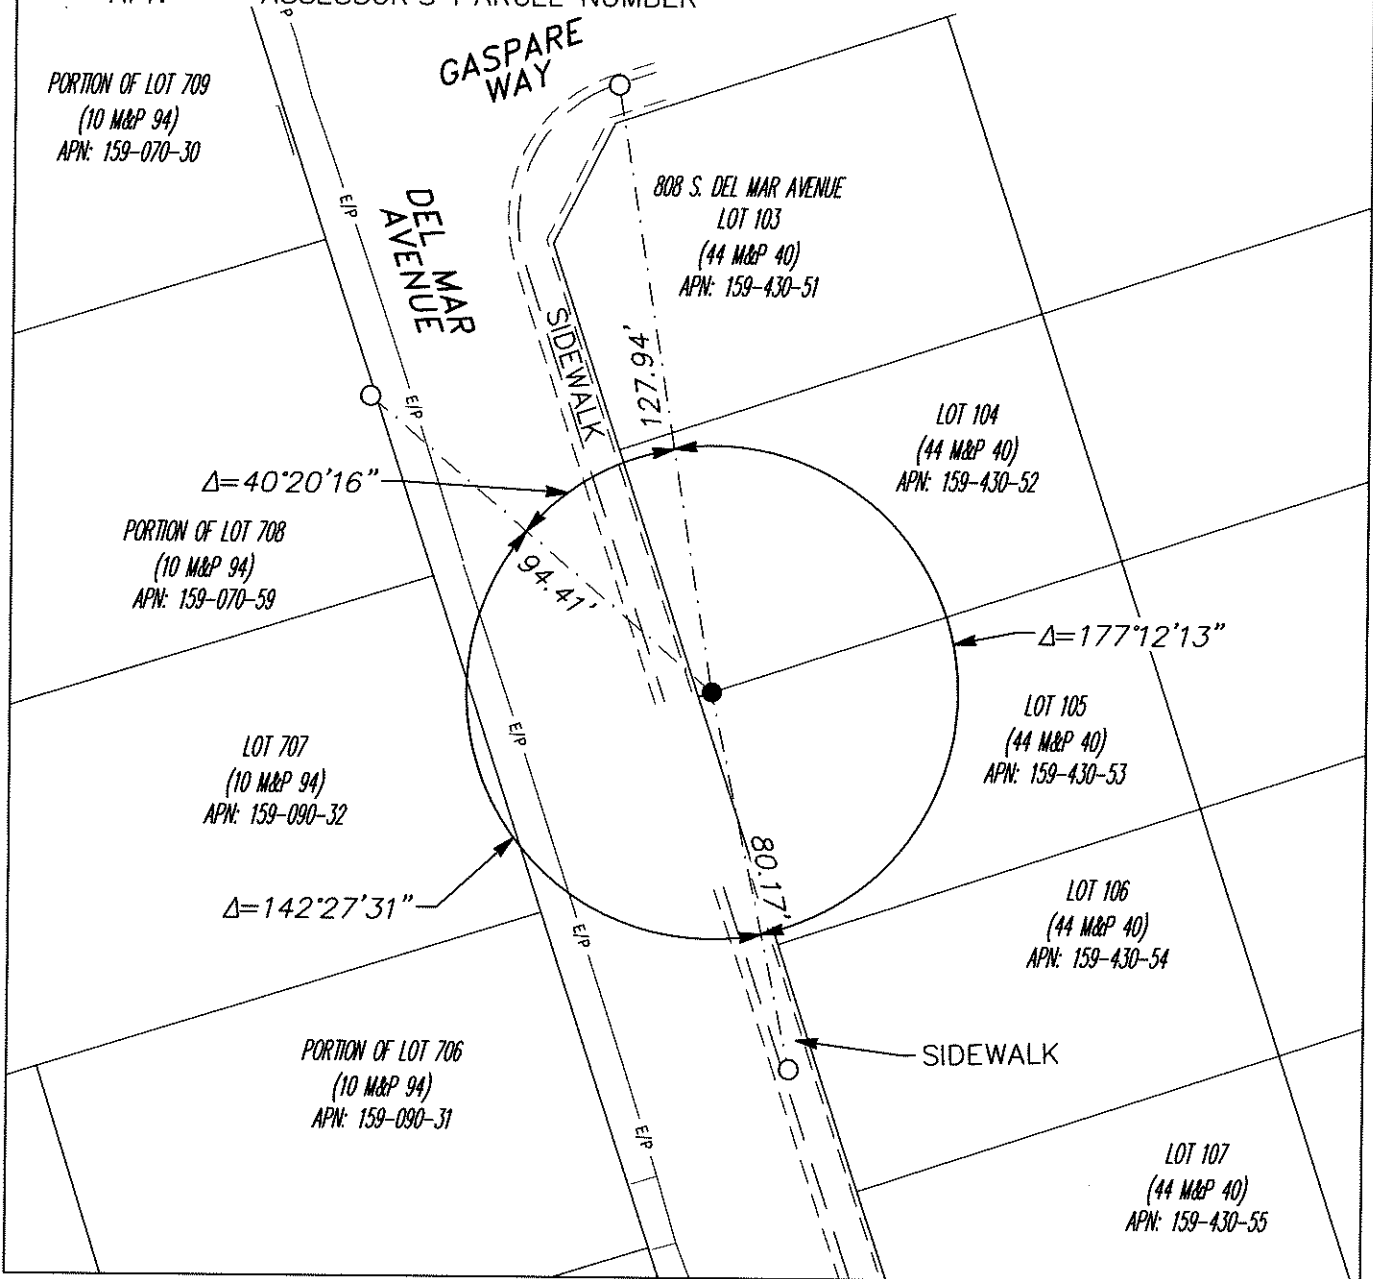 APN ASSESSOR'S PARCEL NUMBER
GASPARE
WAY
PORTION OF LOT 709
(10 M&P 94)
APN: 159-070-30
E/P
DEL MAR
AVENUE
808 S. DEL MAR AVENUE
LOT 103
(44 M&P 40)
APN: 159-430-51
SIDEWALK
127.94'
E/P
LOT 104
(44 M&P 40)
APN: 159-430-52
Δ=40°20'16"
PORTION OF LOT 708
(10 M&P 94)
APN: 159-070-59
94.41'
Δ=177°12'13"
LOT 105
(44 M&P 40)
APN: 159-430-53
E/P
LOT 707
(10 M&P 94)
APN: 159-090-32
80.17'
Δ=142°27'31"
LOT 106
(44 M&P 40)
APN: 159-430-54
E/P
PORTION OF LOT 706
(10 M&P 94)
APN: 159-090-31
SIDEWALK
E/P
LOT 107
(44 M&P 40)
APN: 159-430-55